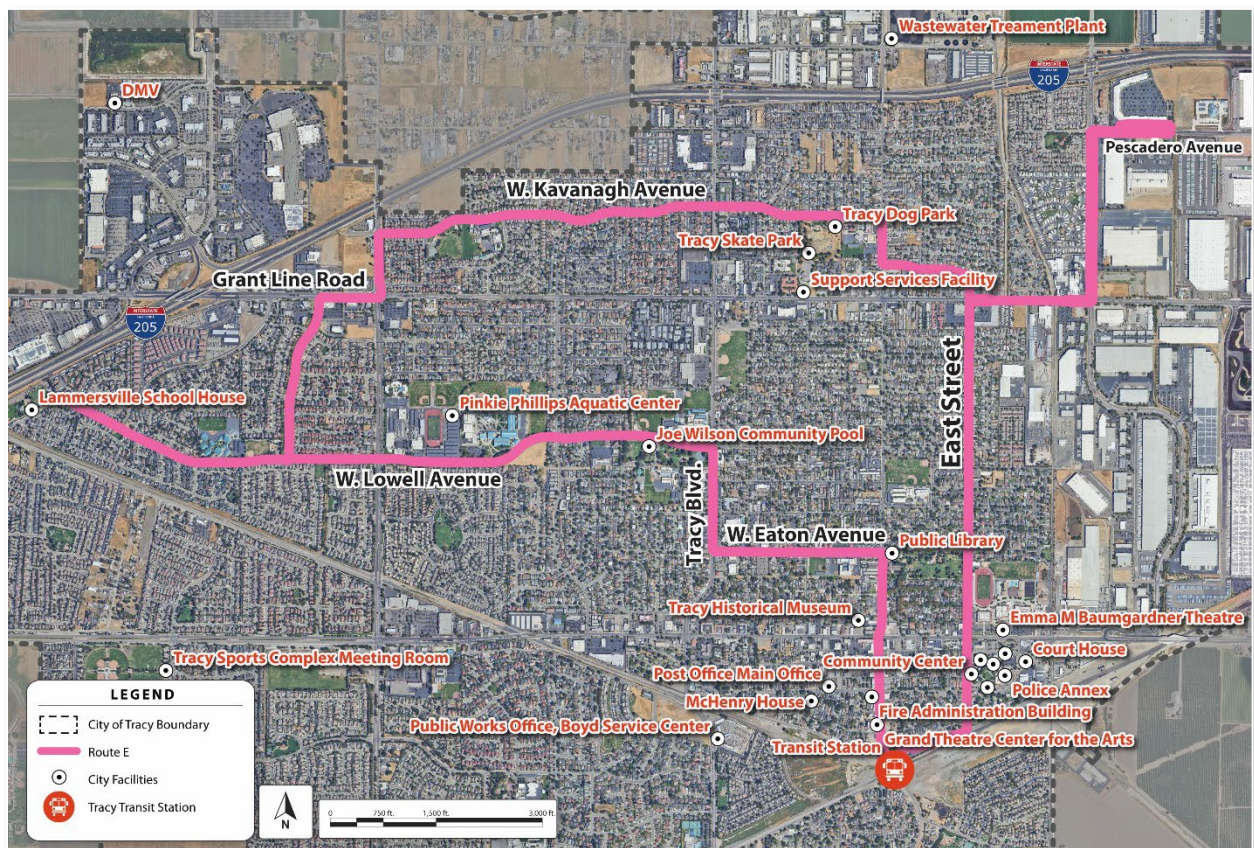 Wastewater Treament Plant
INTERSTATE
205
DMV
Pescadero Avenue
W. Kavanagh Avenue
Tracy Dog Park
Tracy Skate Park
Grant Line Road
Support Services Facility
INTERSTATE
205
East Street
Lammersville School House
Pinkie Phillips Aquatic Center
Joe Wilson Community Pool
W. Lowell Avenue
Tracy Blvd.
W. Eaton Avenue
Public Library
Tracy Historical Museum
Emma M Baumgardner Theatre
Tracy Sports Complex Meeting Room
Community Center
Court House
Post Office Main Office
Police Annex
McHenry House
Fire Administration Building
Public Works Office, Boyd Service Center
Transit Station
Grand Theatre Center for the Arts
LEGEND
City of Tracy Boundary
Route E
City Facilities
Tracy Transit Station
N
0 750 ft. 1,500 ft. 3,000 ft.